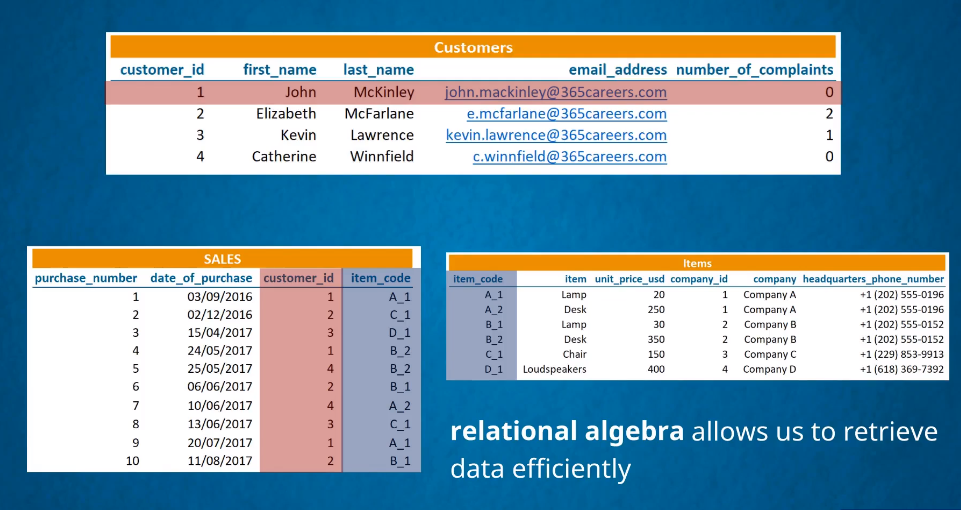 Customers
customer_id first_name last_name email_address number_of_complaints
1 John McKinley john.mackinley@365careers.com 0
2 Elizabeth McFarlane e.mcfarlane@365careers.com 2
3 Kevin Lawrence kevin.lawrence@365careers.com 1
4 Catherine Winnfield c.winnfield@365careers.com 0
SALES
purchase_number date_of_purchase customer_id item_code
1 03/09/2016 1 A_1
2 02/12/2016 2 C_1
3 15/04/2017 3 D_1
4 24/05/2017 1 B_2
5 25/05/2017 4 B_2
6 06/06/2017 2 B_1
7 10/06/2017 4 A_2
8 13/06/2017 3 C_1
9 20/07/2017 1 A_1
10 11/08/2017 2 B_1
Items
item_code item unit_price_usd company_id company headquarters_phone_number
A_1 Lamp 20 1 Company A +1 (202) 555-0196
A_2 Desk 250 1 Company A +1 (202) 555-0196
B_1 Lamp 30 2 Company B +1 (202) 555-0152
B_2 Desk 350 2 Company B +1 (202) 555-0152
C_1 Chair 150 3 Company C +1 (229) 853-9913
D_1 Loudspeakers 400 4 Company D +1 (618) 369-7392
relational algebra allows us to retrieve
data efficiently